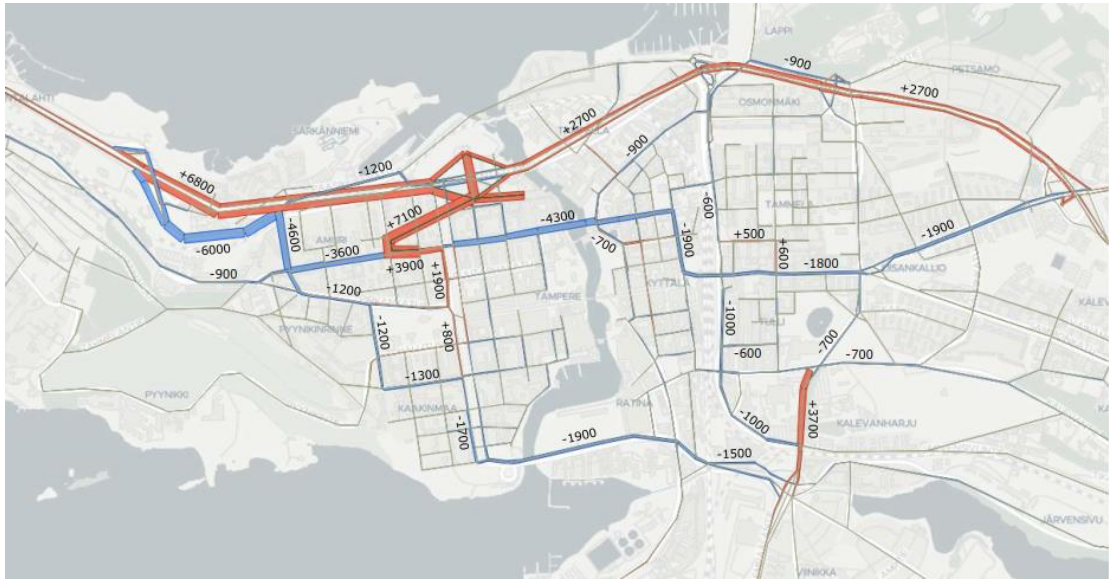 LAPPI
-900
PETSAMO
+2700
OSMONMÄKI
+2700
-900
SÄRKÄNNIEMI
-1200
+6800
TAMMELA
-600
-4300
+7100
AMURI
-4600
-6000
-3600
+3900
-700
-1900
+500
+600
-1900
-1800
-900
+1900
KYTTÄLÄ
TAMPERE
-1200
-1000
TULLI
PYYNIKINRINNE
-1200
+800
-600
-700
-700
-1300
PYYNIKKI
KAAKINMAA
RATINA
+3700
-1700
-1000
KALEVANHARJU
-1900
-1500
JÄRVENSIVU
VIINIKKA